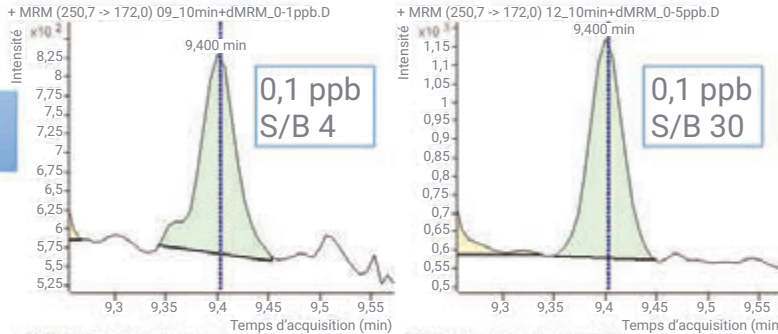 + MRM (250,7 -> 172,0) 09_10min+dMRM_0-1ppb.D
Intensité
x10 2
9,400 min
8,25
8
7,75
7,5
7,25
7
6,75
6,5
6,25
6
5,75
5,5
5,25
0,1 ppb
S/B 4
9,3
9,35
9,4
9,45
9,5
9,55
Temps d'acquisition (min)
+ MRM (250,7 -> 172,0) 12_10min+dMRM_0-5ppb.D
Intensité
x10 3
9,400 min
1,15
1,1
1,05
1
0,95
0,9
0,85
0,8
0,75
0,7
0,65
0,6
0,55
0,5
0,1 ppb
S/B 30
9,3
9,35
9,4
9,45
9,5
9,55
Temps d'acquisition (min)